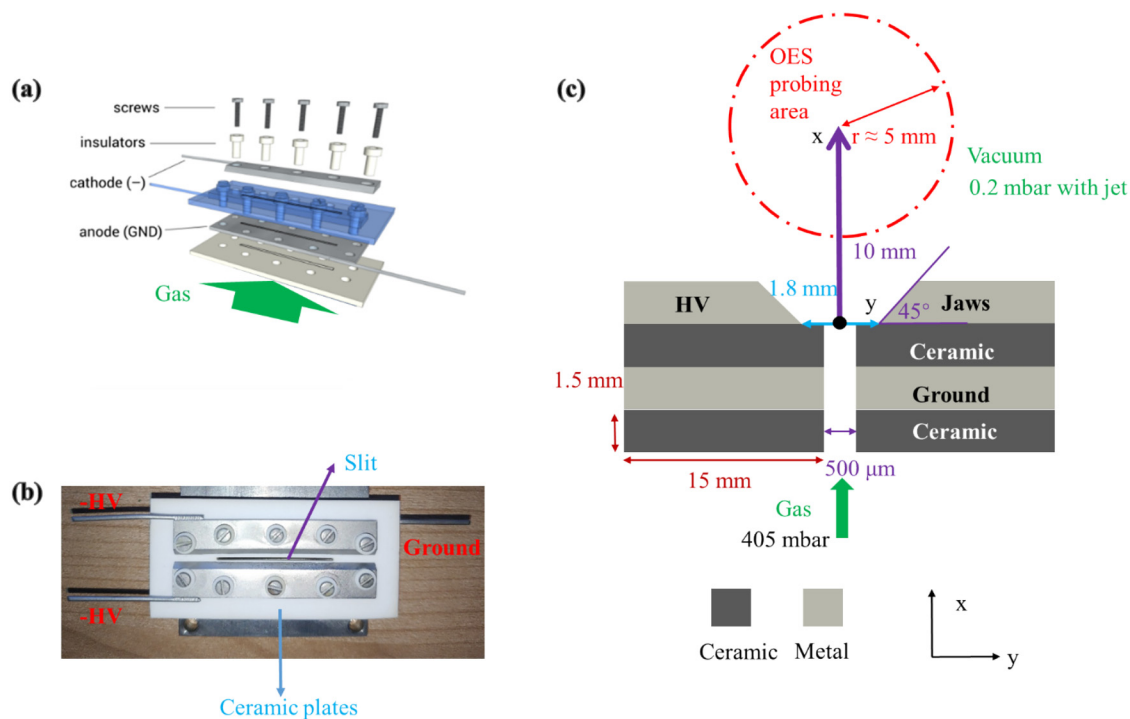 (a)
screws
insulators
cathode (−)
anode (GND)
Gas
(b)
Slit
-HV
Ground
-HV
Ceramic plates
(c)
OES
probing
area
x
r ≈ 5 mm
Vacuum
0.2 mbar with jet
10 mm
1.8 mm
HV
y
45°
Jaws
Ceramic
1.5 mm
Ground
Ceramic
15 mm
500 μm
Gas
405 mbar
Ceramic
Metal
x
y